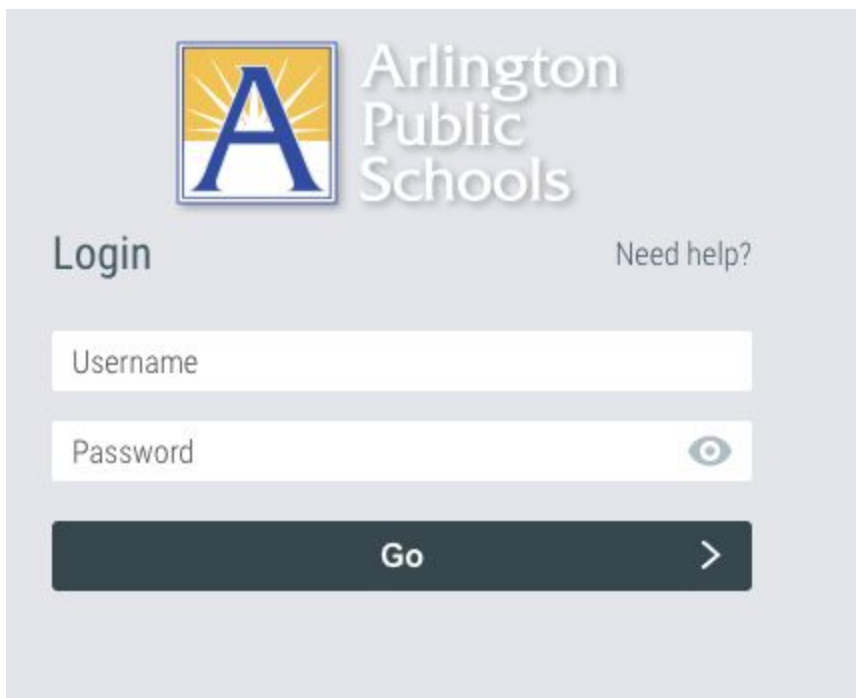 A
Arlington
Public
Schools
Login
Need help?
Username
Password
Go